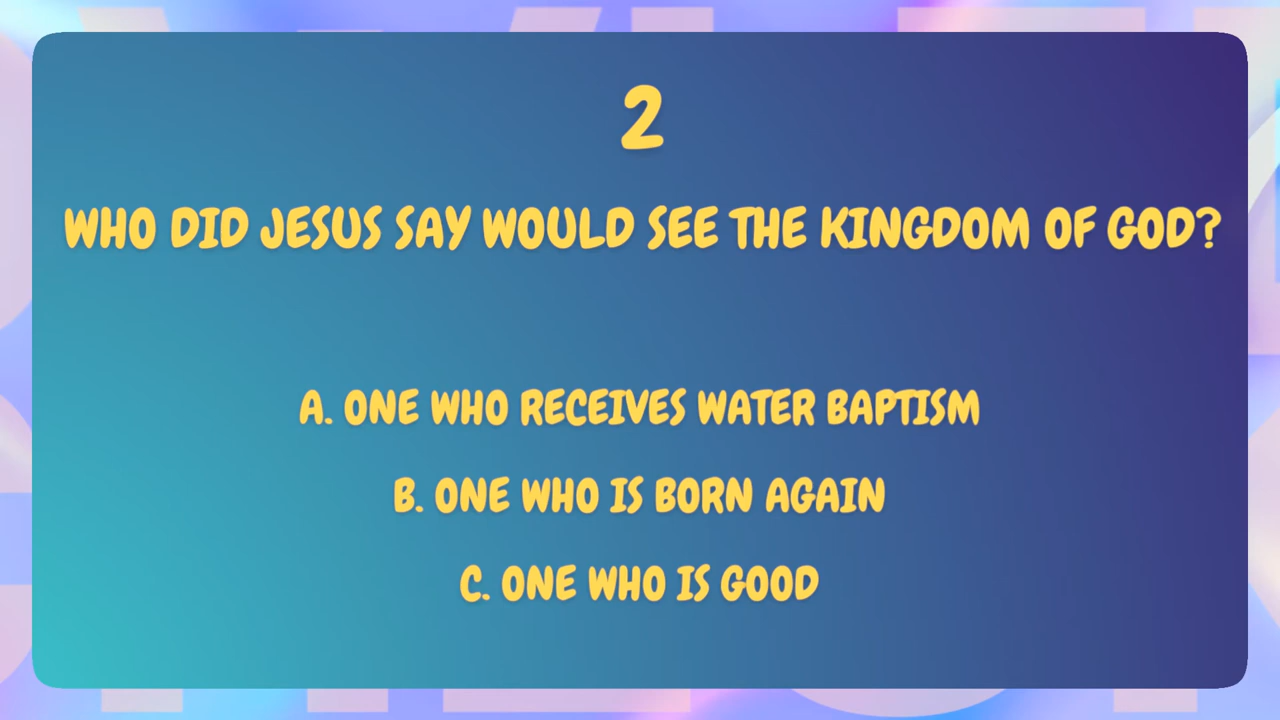 2
WHO DID JESUS SAY WOULD SEE THE KINGDOM OF GOD?
A. ONE WHO RECEIVES WATER BAPTISM
B. ONE WHO IS BORN AGAIN
C. ONE WHO IS GOOD